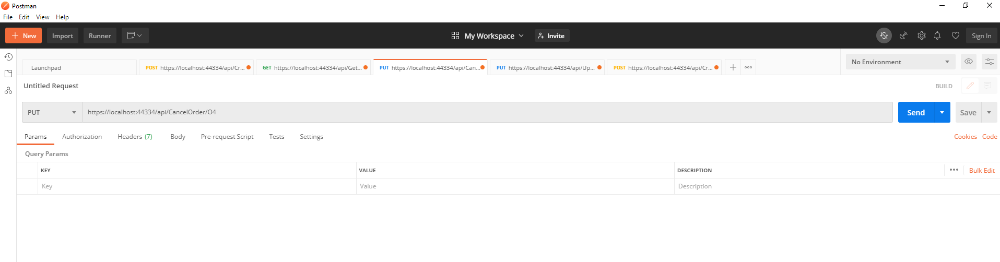 Postman
File Edit View Help
New Import Runner My Workspace Invite Sign In
Launchpad POST https://localhost:44334/api/Cr... GET https://localhost:44334/api/Get... PUT https://localhost:44334/api/Can... PUT https://localhost:44334/api/Up... POST https://localhost:44334/api/Cr... No Environment
Untitled Request BUILD
PUT https://localhost:44334/api/CancelOrder/O4 Send Save
Params Authorization Headers (7) Body Pre-request Script Tests Settings Cookies Code
Query Params
KEY VALUE DESCRIPTION Bulk Edit
Key Value Description